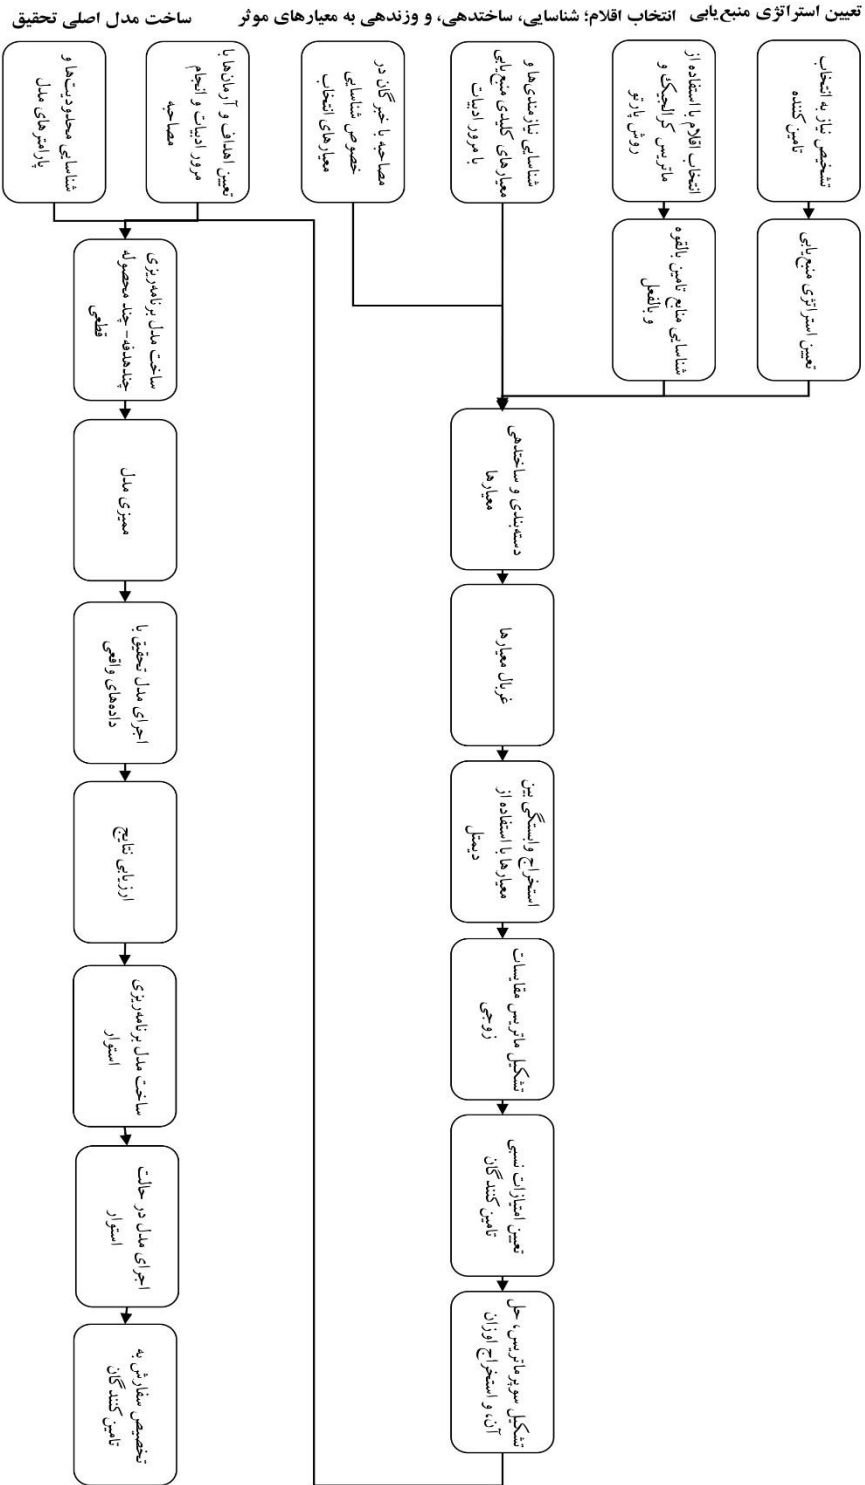 تعیین استراتژی منبع‌یابی
انتخاب اقلام؛ شناسایی، ساختدهی، و وزندهی به معیارهای موثر
ساخت مدل اصلی تحقیق
تشخیص نیاز به انتخاب
تامین کننده
تعیین استراتژی منبع‌یابی
انتخاب اقلام با استفاده از
ماتریس کرالجیک و
روش پارتو
شناسایی منابع تامین بالقوه
و بالفعل
شناسایی نیازمندی‌ها و
معیارهای کلیدی منبع‌یابی
با مرور ادبیات
مصاحبه با خبرگان در
خصوص شناسایی
معیارهای انتخاب
دسته‌بندی و ساختدهی
معیارها
غربال معیارها
استخراج وابستگی بین
معیارها با استفاده از
دیمتل
تشکیل ماتریس مقایسات
زوجی
تعیین امتیازات نسبی
تامین کنندگان
تشکیل سوپرماتریس، حل
آن، و استخراج اوزان
تعیین اهداف و آرمان‌ها با
مرور ادبیات و انجام
مصاحبه
شناسایی محدودیت‌ها و
پارامترهای مدل
ساخت مدل برنامه‌ریزی
چندهدفه- چند محصوله
قطعی
ممیزی مدل
اجرای مدل تحقیق با
داده‌های واقعی
ارزیابی نتایج
ساخت مدل برنامه‌ریزی
استوار
اجرای مدل در حالت
استوار
تخصیص سفارش به
تامین کنندگان